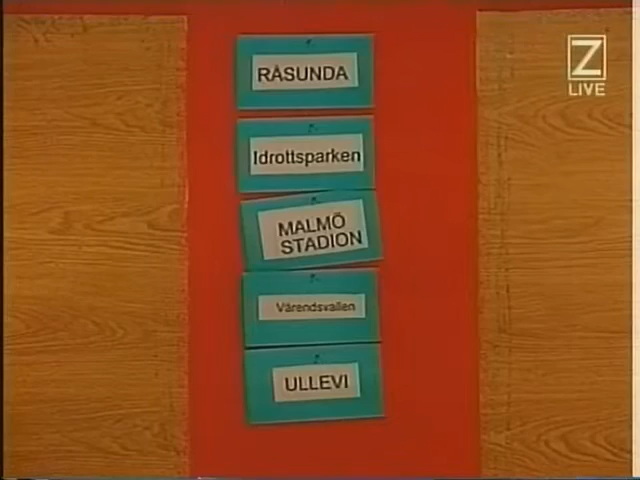 RÅSUNDA
Idrottsparken
MALMÖ
STADION
Värendsvallen
ULLEVI
Z
LIVE